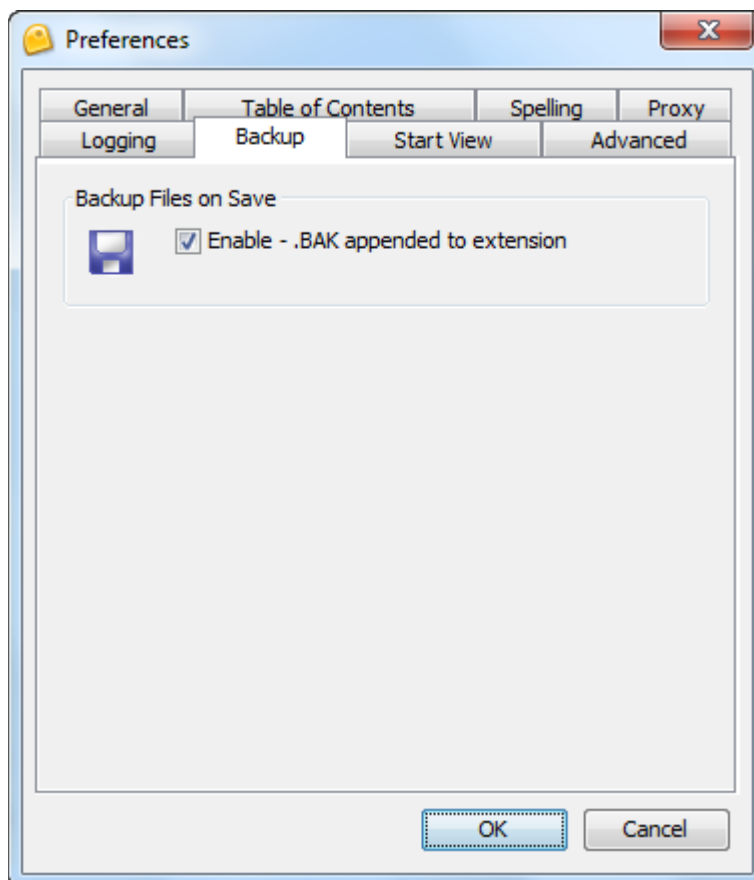 Preferences
General Table of Contents Spelling Proxy
Logging Backup Start View Advanced
Backup Files on Save
Enable - .BAK appended to extension
OK Cancel